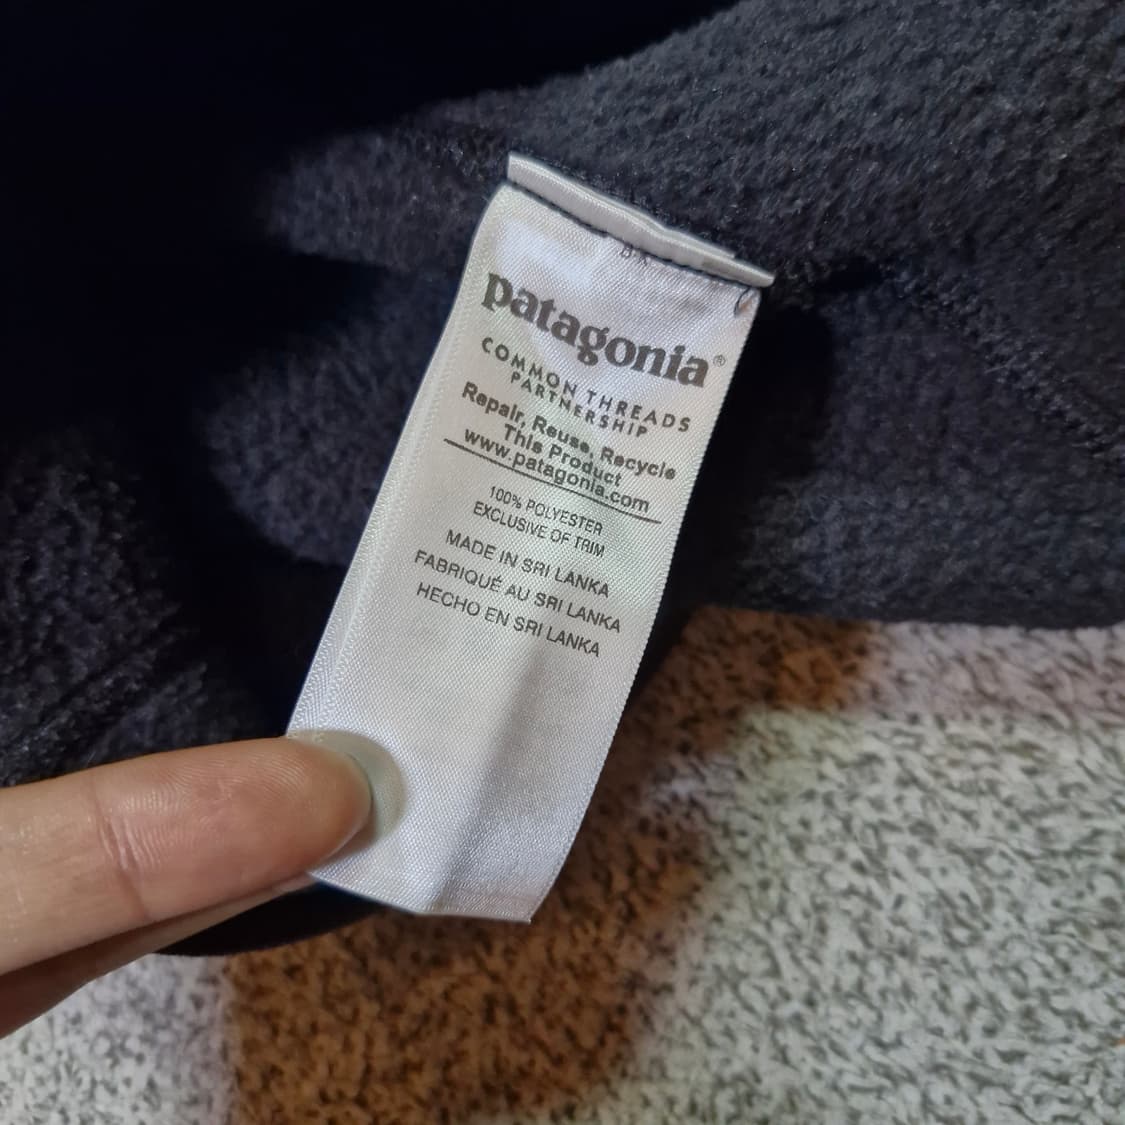 patagonia®
COMMON THREADS
PARTNERSHIP
Repair, Reuse, Recycle
This Product
www.patagonia.com
100% POLYESTER
EXCLUSIVE OF TRIM
MADE IN SRI LANKA
FABRIQUÉ AU SRI LANKA
HECHO EN SRI LANKA